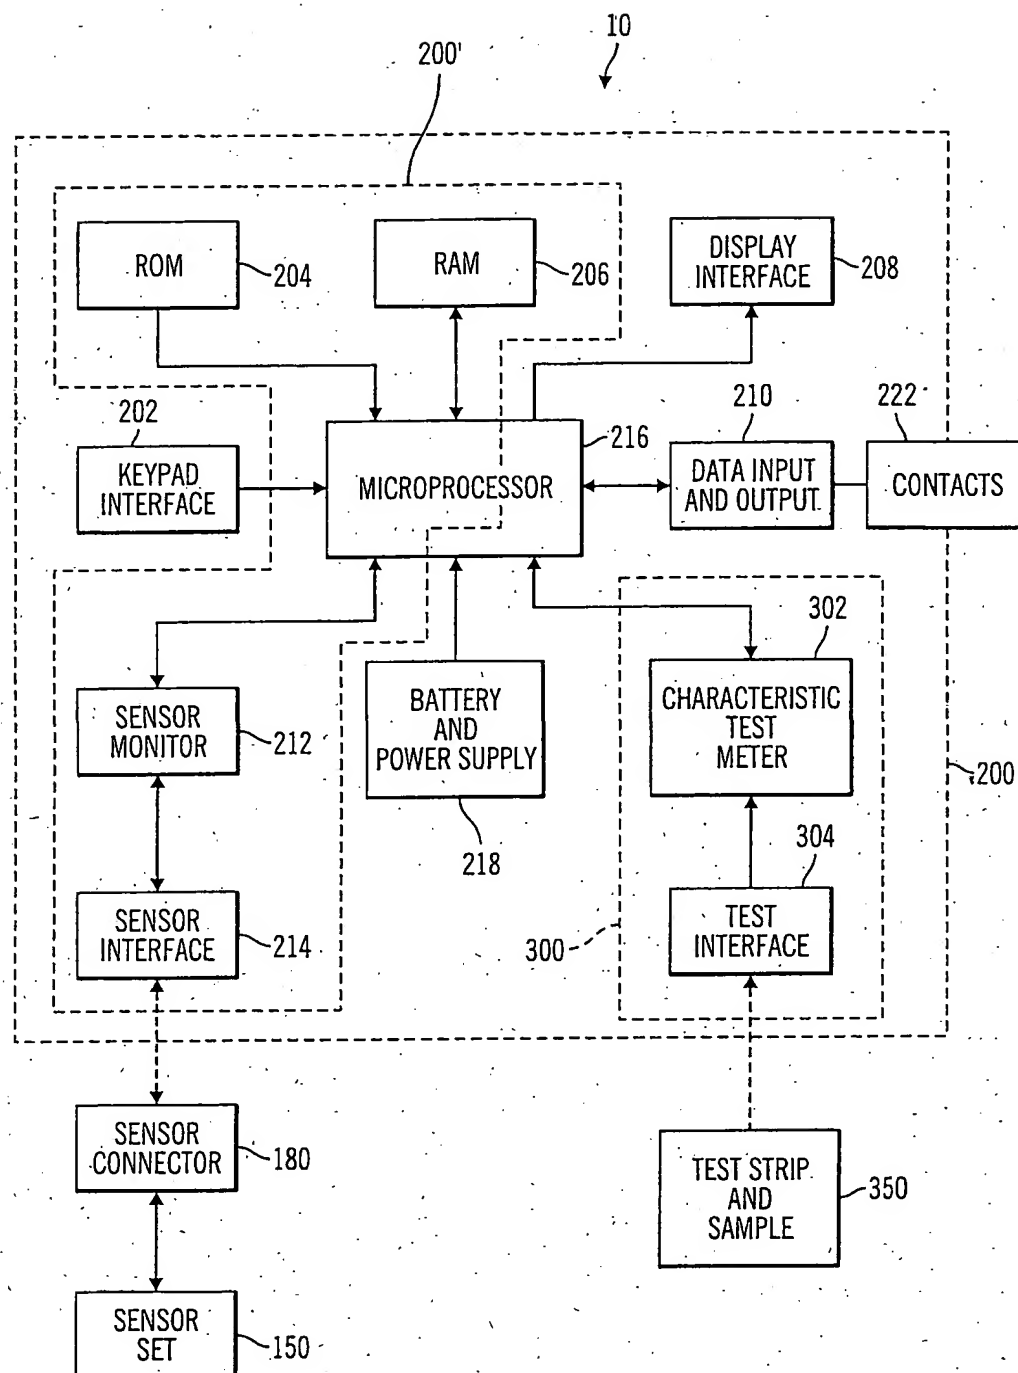 10
200'
ROM
204
RAM
206
DISPLAY
INTERFACE
208
202
KEYPAD
INTERFACE
MICROPROCESSOR
216
210
DATA INPUT
AND OUTPUT
222
CONTACTS
SENSOR
MONITOR
212
BATTERY
AND
POWER SUPPLY
218
302
CHARACTERISTIC
TEST
METER
200
304
TEST
INTERFACE
300
SENSOR
INTERFACE
214
SENSOR
CONNECTOR
180
TEST STRIP
AND
SAMPLE
350
SENSOR
SET
150